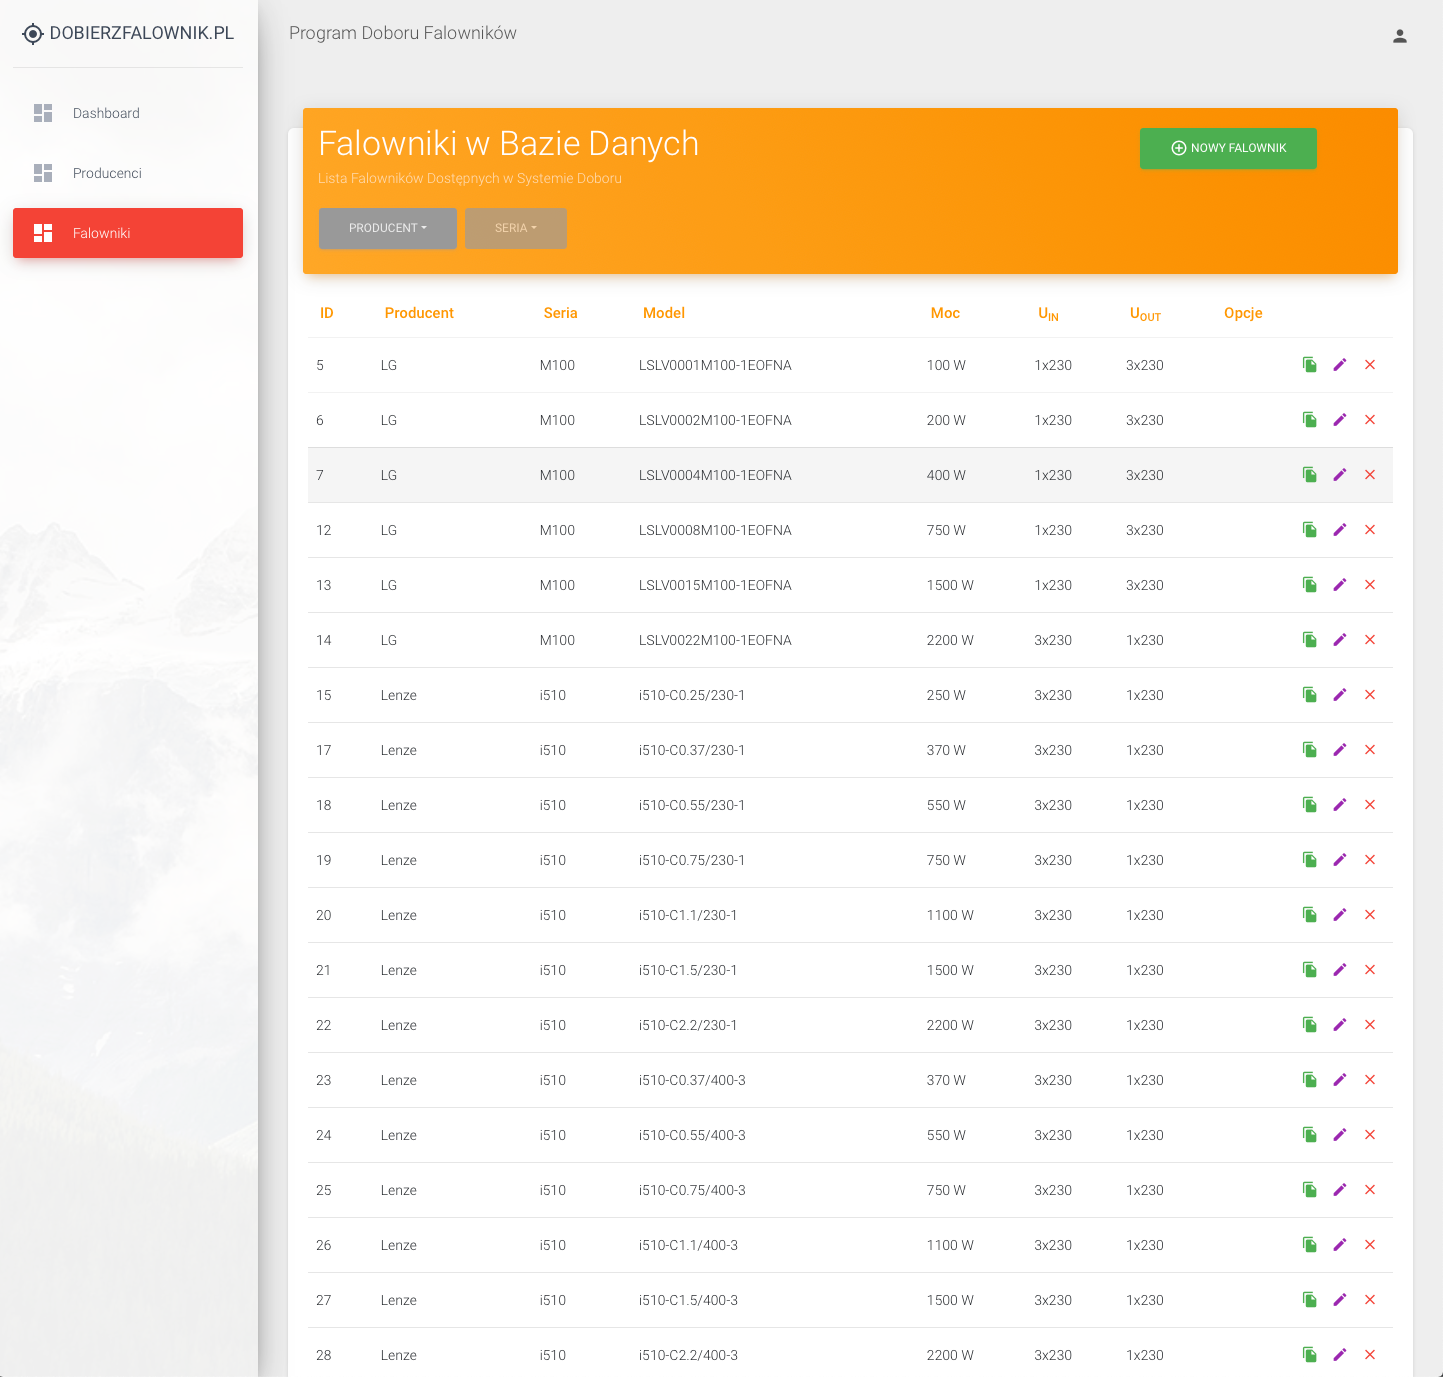 DOBIERZFALOWNIK.PL
Dashboard
Producenci
Falowniki
Program Doboru Falowników
Falowniki w Bazie Danych
Lista Falowników Dostępnych w Systemie Doboru
NOWY FALOWNIK
PRODUCENT SERIA
ID Producent Seria Model Moc UIN UOUT Opcje
5 LG M100 LSLV0001M100-1EOFNA 100 W 1x230 3x230
6 LG M100 LSLV0002M100-1EOFNA 200 W 1x230 3x230
7 LG M100 LSLV0004M100-1EOFNA 400 W 1x230 3x230
12 LG M100 LSLV0008M100-1EOFNA 750 W 1x230 3x230
13 LG M100 LSLV0015M100-1EOFNA 1500 W 1x230 3x230
14 LG M100 LSLV0022M100-1EOFNA 2200 W 3x230 1x230
15 Lenze i510 i510-C0.25/230-1 250 W 3x230 1x230
17 Lenze i510 i510-C0.37/230-1 370 W 3x230 1x230
18 Lenze i510 i510-C0.55/230-1 550 W 3x230 1x230
19 Lenze i510 i510-C0.75/230-1 750 W 3x230 1x230
20 Lenze i510 i510-C1.1/230-1 1100 W 3x230 1x230
21 Lenze i510 i510-C1.5/230-1 1500 W 3x230 1x230
22 Lenze i510 i510-C2.2/230-1 2200 W 3x230 1x230
23 Lenze i510 i510-C0.37/400-3 370 W 3x230 1x230
24 Lenze i510 i510-C0.55/400-3 550 W 3x230 1x230
25 Lenze i510 i510-C0.75/400-3 750 W 3x230 1x230
26 Lenze i510 i510-C1.1/400-3 1100 W 3x230 1x230
27 Lenze i510 i510-C1.5/400-3 1500 W 3x230 1x230
28 Lenze i510 i510-C2.2/400-3 2200 W 3x230 1x230